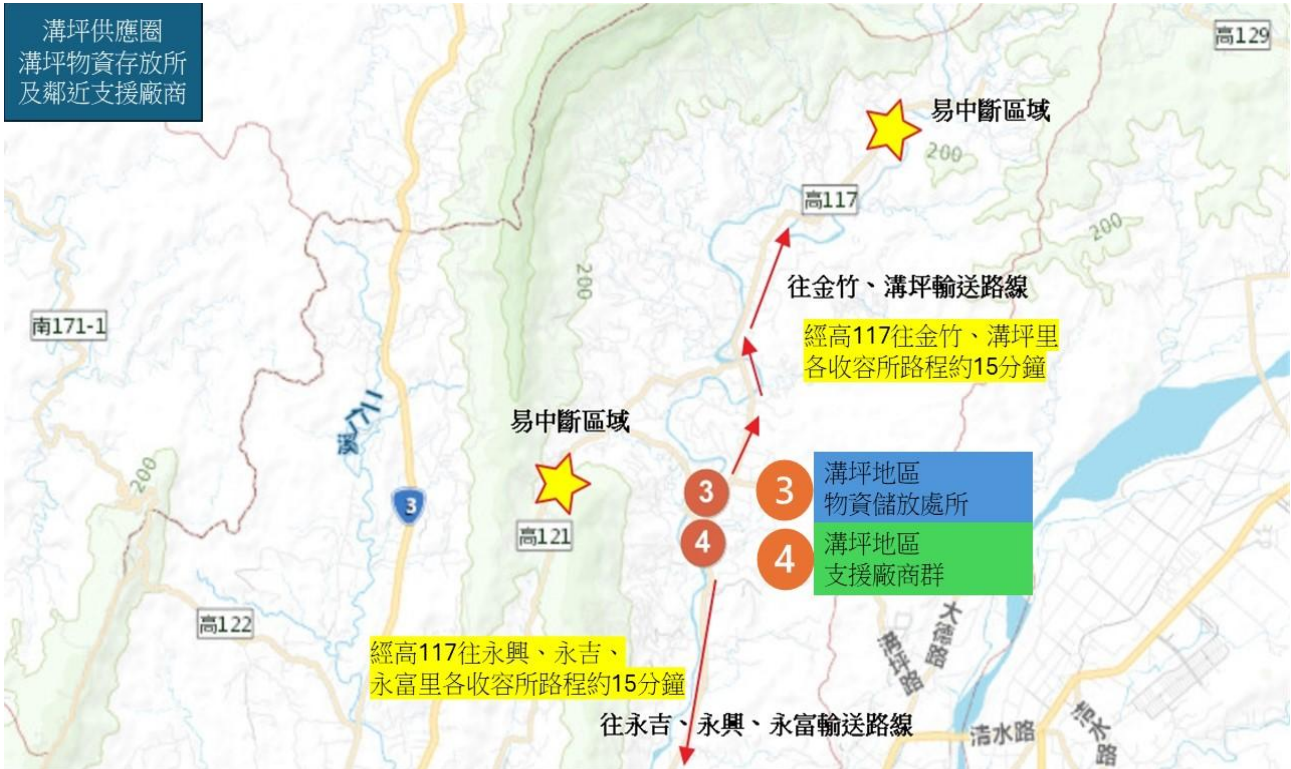 溝坪供應圈
溝坪物資存放所
及鄰近支援廠商
高129
易中斷區域
200
高117
200
200
往金竹、溝坪輸送路線
南171-1
經高117往金竹、溝坪里
各收容所路程約15分鐘
二仁溪
易中斷區域
200
3
3
3
溝坪地區
物資儲放處所
高121
4
4
溝坪地區
支援廠商群
高122
大德路
溝坪路
經高117往永興、永吉、
永富里各收容所路程約15分鐘
往永吉、永興、永富輸送路線
清水路
清水路